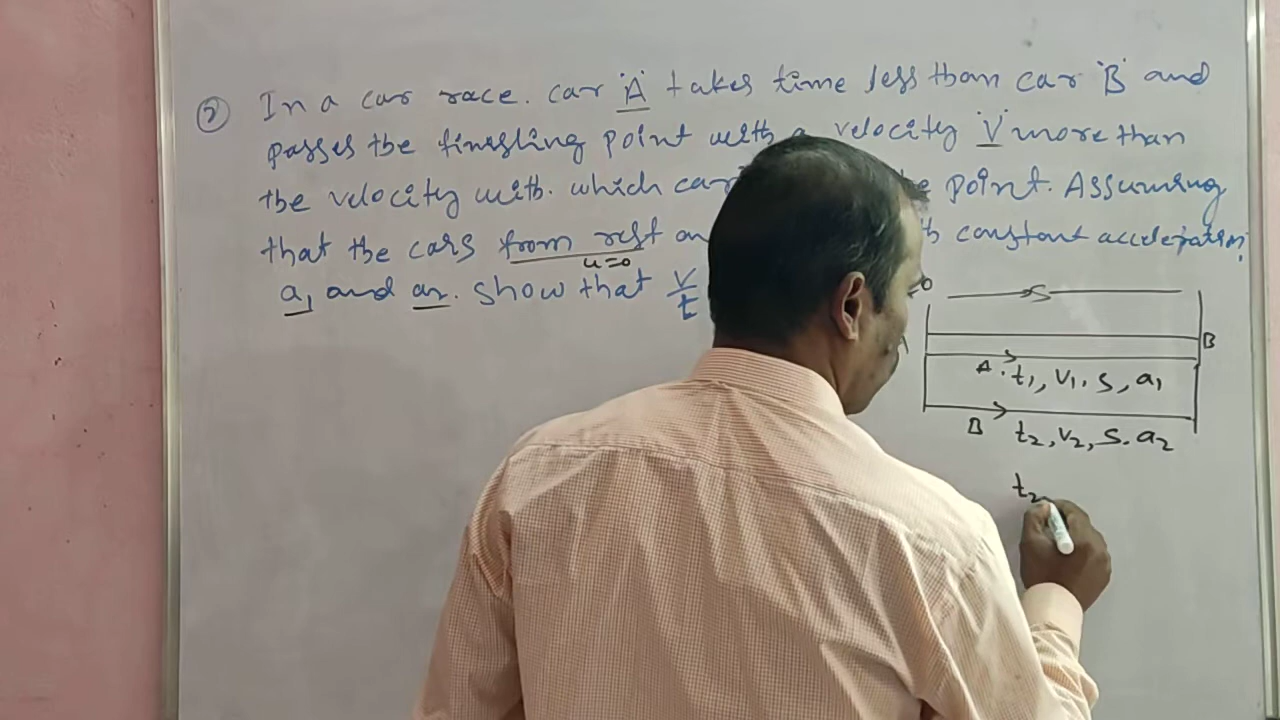 ② In a car race. car 'A' takes time less than car 'B' and
passes the finisling point with a velocity 'V' more than
the velocity with. which car point. Assuming
that the cars from rest constant acceleration.
u=0
a₁ and a₂. show that V/t
S
B
A. t₁, V₁, S, a₁
B t₂, V₂, S. a₂
t₂